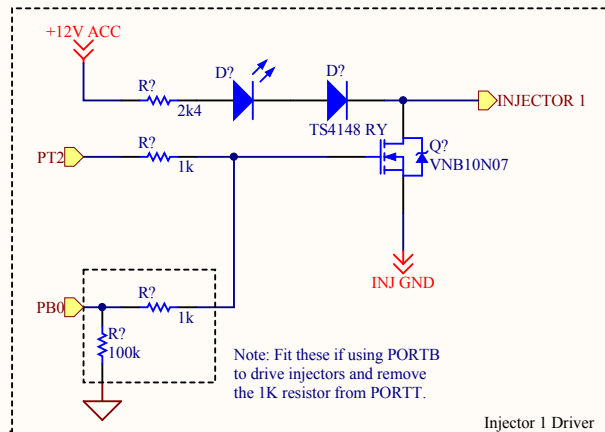 +12V ACC
R?
2k4
D?
D?
TS4148 RY
INJECTOR 1
PT2
R?
1k
Q?
VNB10N07
INJ GND
PB0
R?
1k
R?
100k
Note: Fit these if using PORTB
to drive injectors and remove
the 1K resistor from PORTT.
Injector 1 Driver